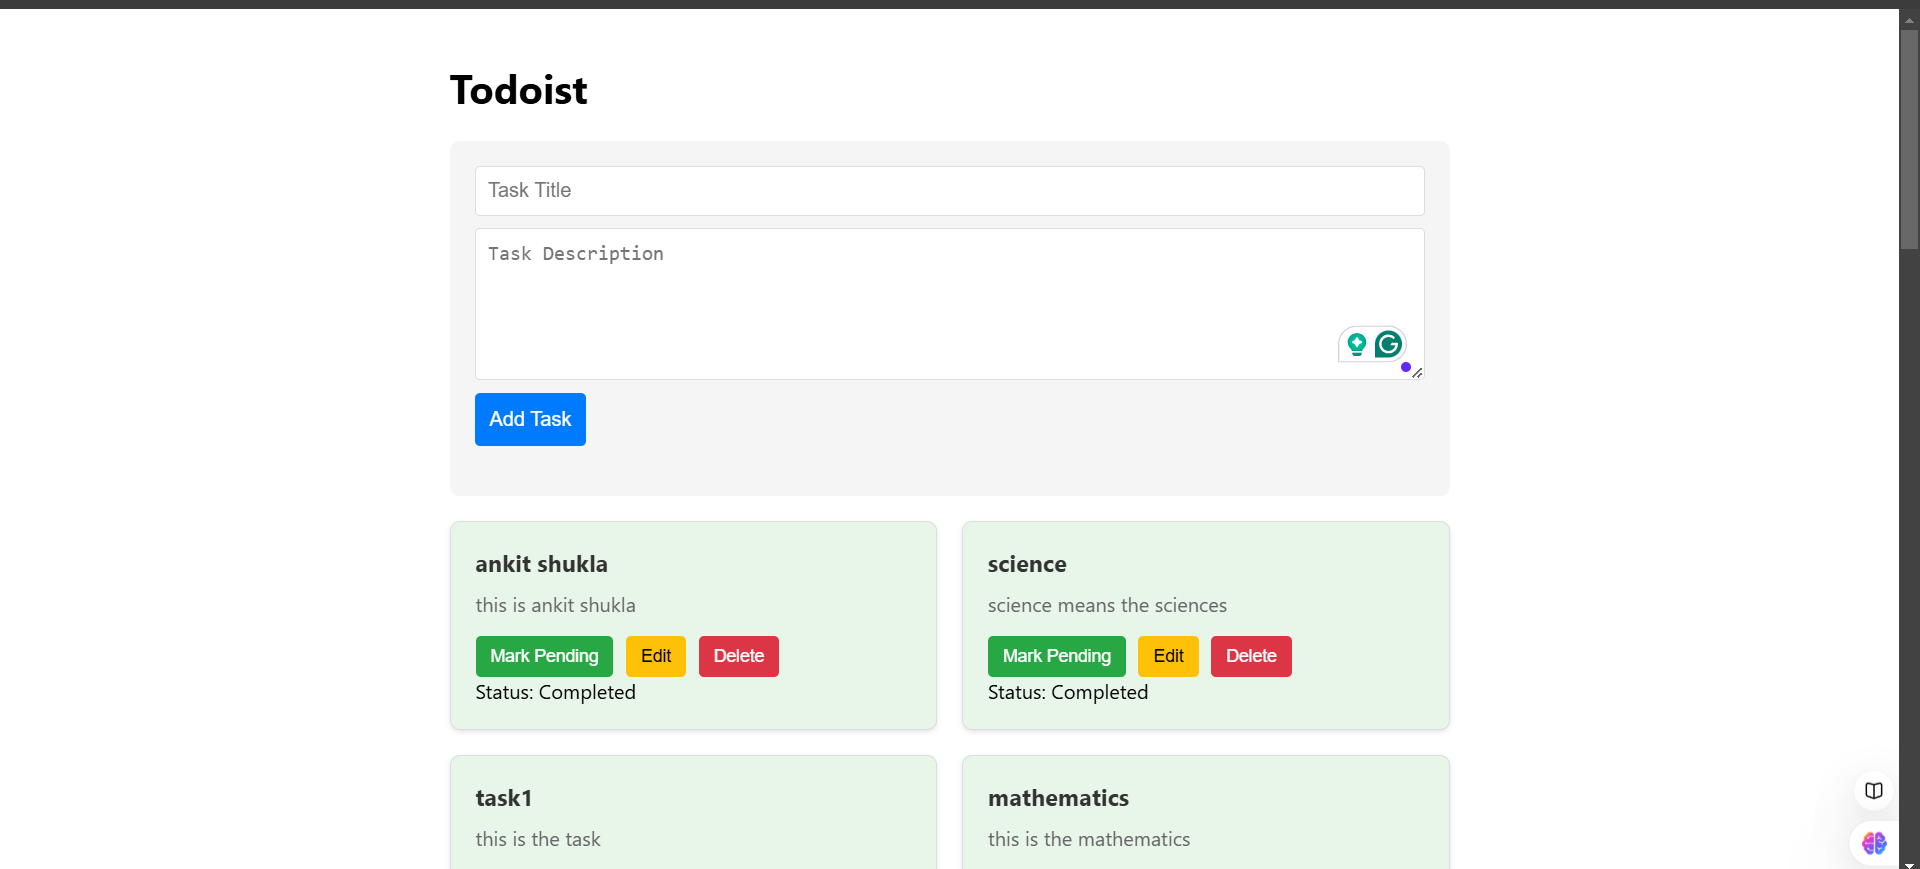 Todoist
Task Title
Task Description
Add Task
ankit shukla
this is ankit shukla
Mark Pending Edit Delete
Status: Completed
science
science means the sciences
Mark Pending Edit Delete
Status: Completed
task1
this is the task
mathematics
this is the mathematics